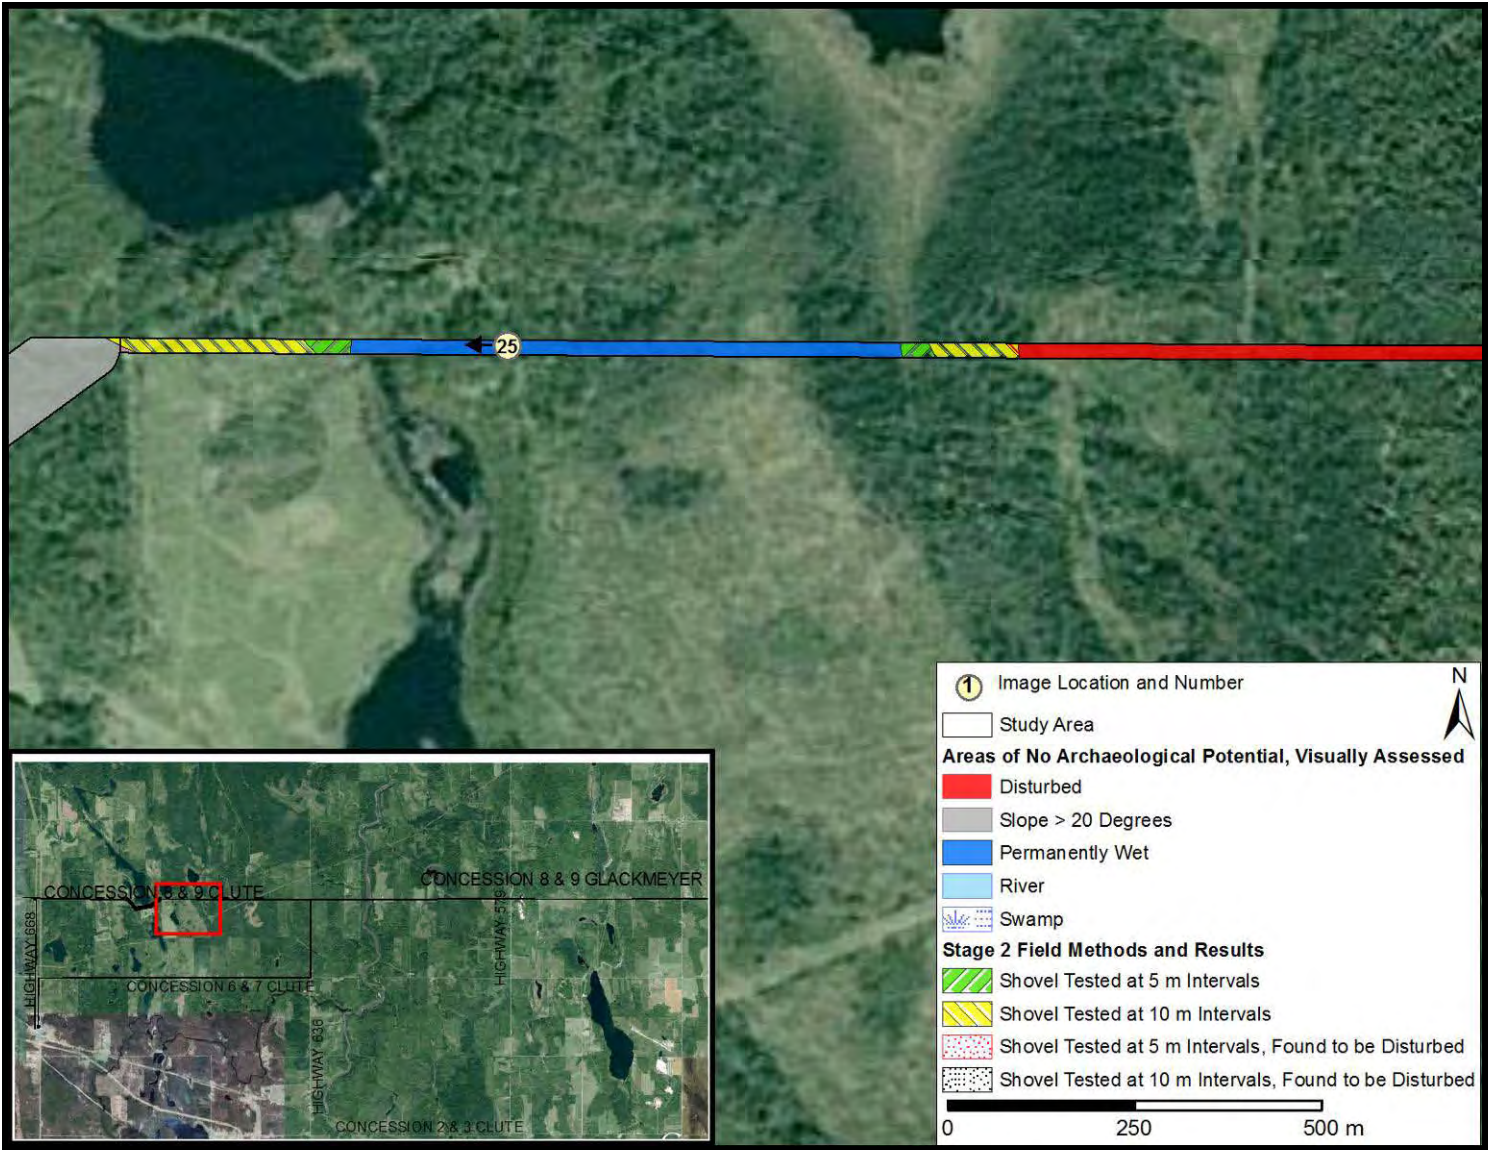 25
N
1 Image Location and Number
Study Area
Areas of No Archaeological Potential, Visually Assessed
Disturbed
Slope > 20 Degrees
Permanently Wet
River
Swamp
Stage 2 Field Methods and Results
Shovel Tested at 5 m Intervals
Shovel Tested at 10 m Intervals
Shovel Tested at 5 m Intervals, Found to be Disturbed
Shovel Tested at 10 m Intervals, Found to be Disturbed
0 250 500 m
CONCESSION 8 & 9 CLUTE
CONCESSION 8 & 9 GLACKMEYER
HIGHWAY 668
HIGHWAY 579
CONCESSION 6 & 7 CLUTE
HIGHWAY 636
CONCESSION 2 & 3 CLUTE